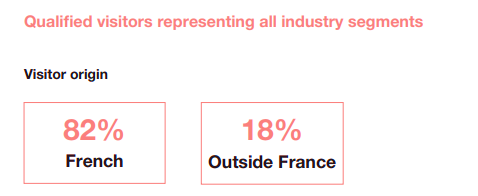 Qualified visitors representing all industry segments
Visitor origin
82%
French
18%
Outside France